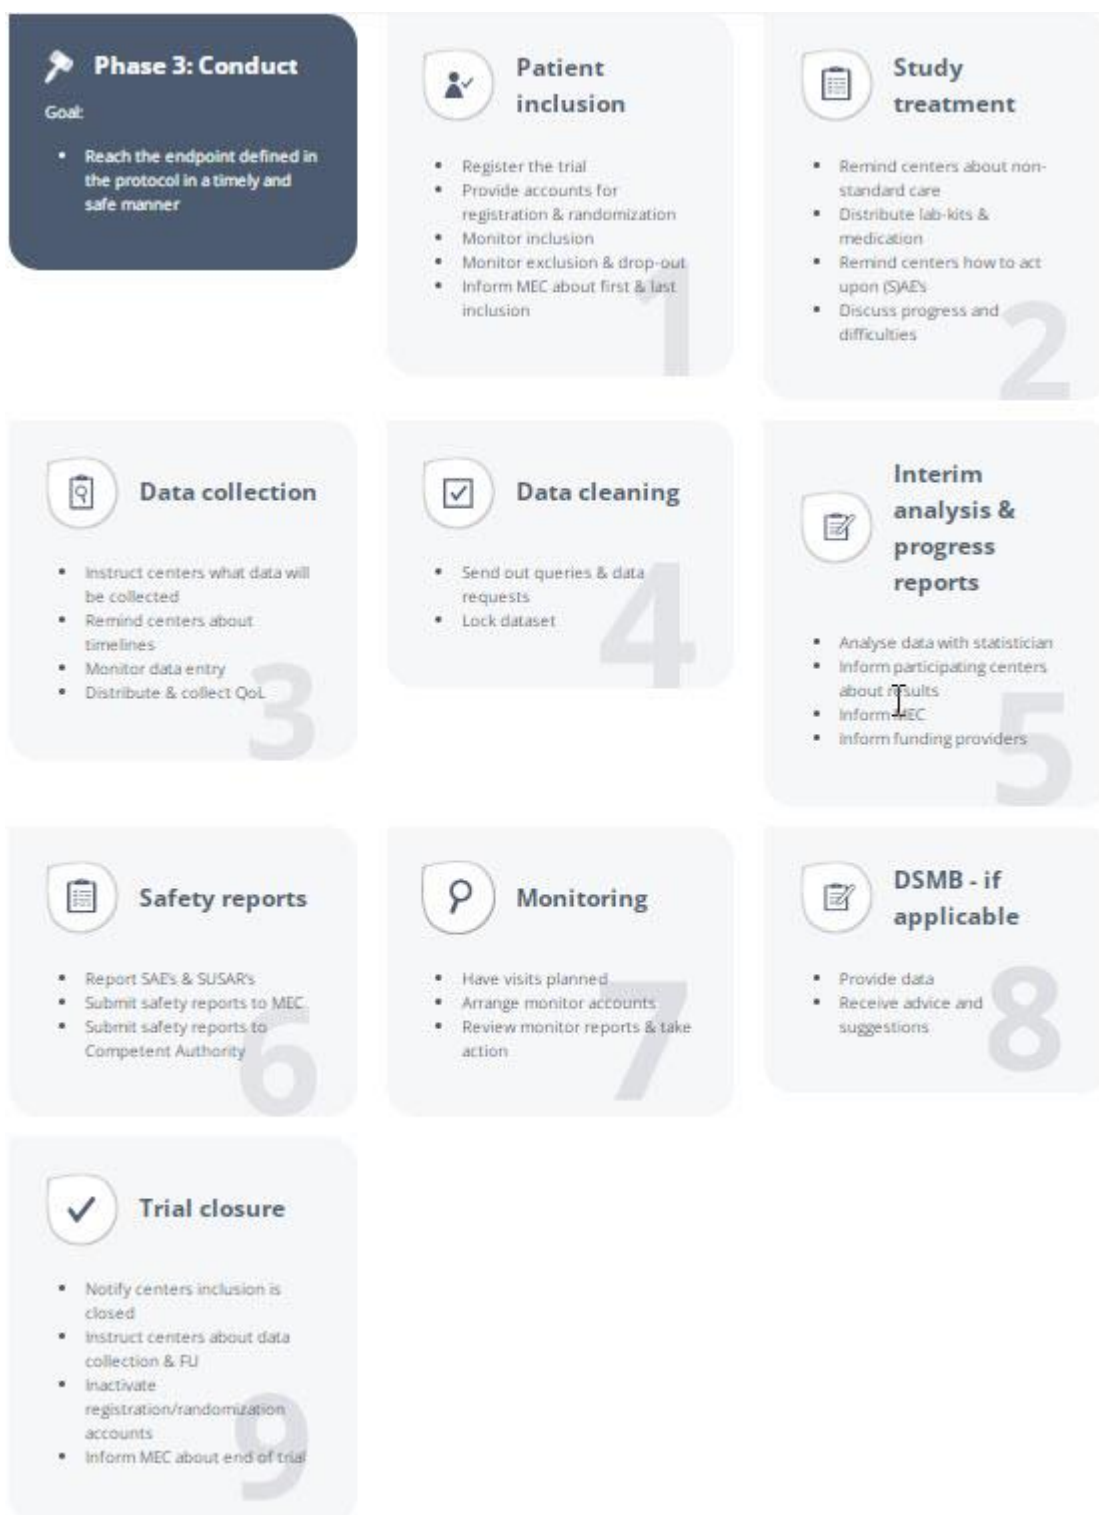 Phase 3: Conduct
Goal:
Reach the endpoint defined in
the protocol in a timely and
safe manner
Patient
inclusion
Register the trial
Provide accounts for
registration & randomization
Monitor inclusion
Monitor exclusion & drop-out
Inform MEC about first & last
inclusion
1
Study
treatment
Remind centers about non-
standard care
Distribute lab-kits &
medication
Remind centers how to act
upon (S)AE's
Discuss progress and
difficulties
2
Data collection
Instruct centers what data will
be collected
Remind centers about
timelines
Monitor data entry
Distribute & collect QoL
3
Data cleaning
Send out queries & data
requests
Lock dataset
4
Interim
analysis &
progress
reports
Analyse data with statistician
Inform participating centers
about results
Inform MEC
Inform funding providers
5
Safety reports
Report SAE's & SUSAR's
Submit safety reports to MEC
Submit safety reports to
Competent Authority
6
Monitoring
Have visits planned
Arrange monitor accounts
Review monitor reports & take
action
7
DSMB - if
applicable
Provide data
Receive advice and
suggestions
8
Trial closure
Notify centers inclusion is
closed
Instruct centers about data
collection & FU
Inactivate
registration/randomization
accounts
Inform MEC about end of trial
9